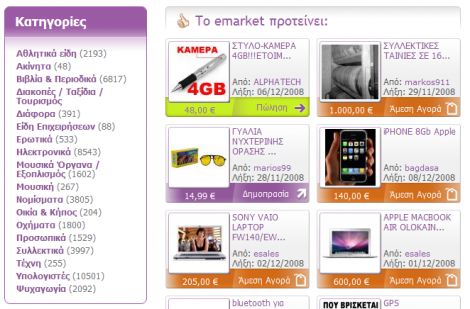 Κατηγορίες
Αθλητικά είδη (2193)
Ακίνητα (48)
Βιβλία & Περιοδικά (6817)
Διακοπές / Ταξίδια /
Τουρισμός
Διάφορα (391)
Είδη Επιχειρήσεων (88)
Ερωτικά (533)
Ηλεκτρονικά (8543)
Μουσικά Όργανα /
Εξοπλισμός (1602)
Μουσική (267)
Νομίσματα (3805)
Οικία & Κήπος (204)
Οχήματα (1800)
Προσωπικά (1529)
Συλλεκτικά (3997)
Τέχνη (255)
Υπολογιστές (10501)
Ψυχαγωγία (2092)
Το emarket προτείνει:
ΚΑΜΕΡΑ
4GB
ΣΤΥΛΟ-ΚΑΜΕΡΑ
4GB!!!ΕΤΟΙΜ...
Από: ALPHATECH
Λήξη: 06/12/2008
48,00 €
Πώληση
ΣΥΛΛΕΚΤΙΚΕΣ
ΤΑΙΝΙΕΣ ΣΕ 16...
Από: markos911
Λήξη: 29/11/2008
1.000,00 €
Άμεση Αγορά
ΓΥΑΛΙΑ
ΝΥΧΤΕΡΙΝΗΣ
ΟΡΑΣΗΣ ...
Από: marios99
Λήξη: 28/11/2008
14,99 €
Δημοπρασία
iPHONE 8Gb Apple
Από: bagdasa
Λήξη: 08/12/2008
140,00 €
Άμεση Αγορά
SONY VAIO
LAPTOP
FW140/EW...
Από: esales
Λήξη: 02/12/2008
205,00 €
Άμεση Αγορά
APPLE MACBOOK
AIR OLOKAIN...
Από: esales
Λήξη: 01/12/2008
600,00 €
Άμεση Αγορά
bluetooth για
ΠΟΥ ΒΡΙΣΚΕΤΑΙ
GPS